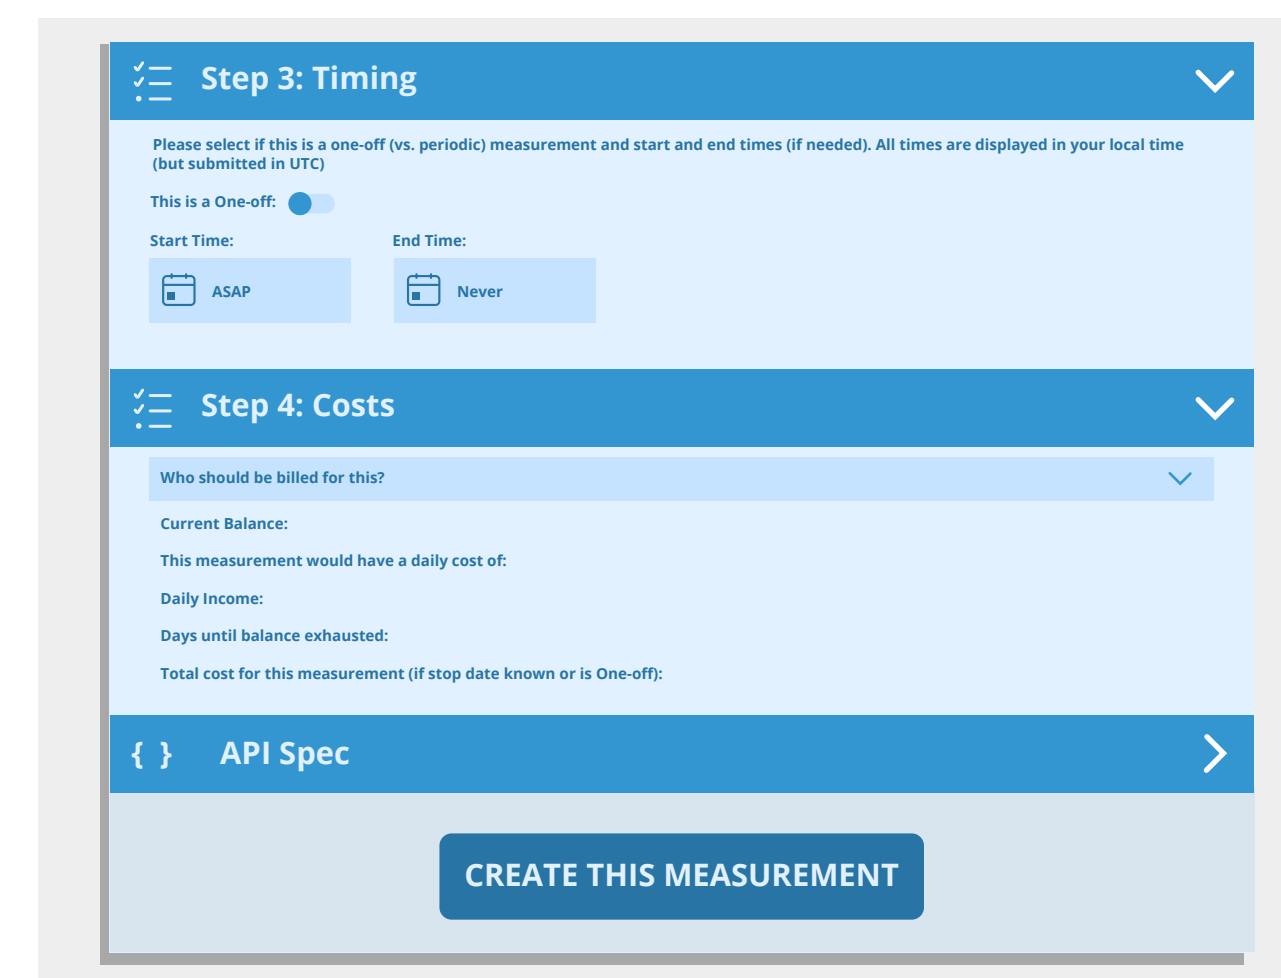 Step 3: Timing
Please select if this is a one-off (vs. periodic) measurement and start and end times (if needed). All times are displayed in your local time
(but submitted in UTC)
This is a One-off:
Start Time: End Time:
ASAP Never
Step 4: Costs
Who should be billed for this?
Current Balance:
This measurement would have a daily cost of:
Daily Income:
Days until balance exhausted:
Total cost for this measurement (if stop date known or is One-off):
{ } API Spec
CREATE THIS MEASUREMENT